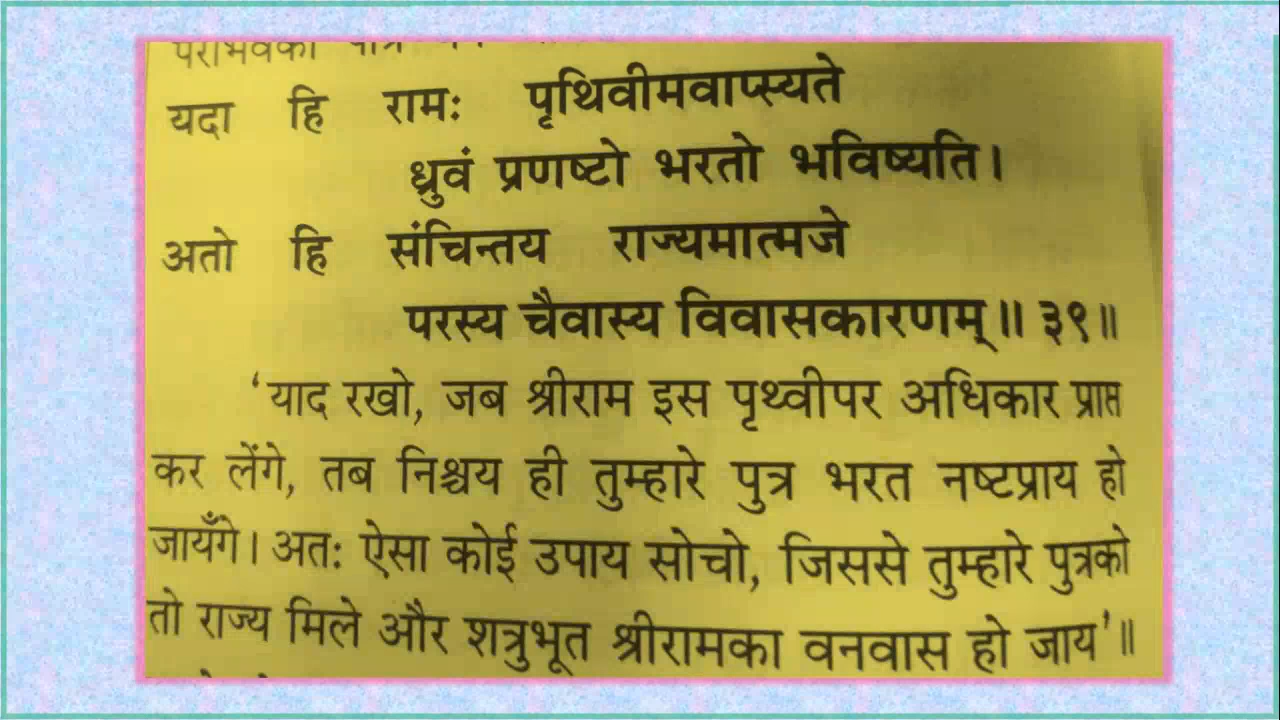 यदा हि रामः पृथिवीमवाप्स्यते
ध्रुवं प्रणष्टो भरतो भविष्यति।
अतो हि संचिन्तय राज्यमात्मजे
परस्य चैवास्य विवासकारणम्॥ ३९॥
‘याद रखो, जब श्रीराम इस पृथ्वीपर अधिकार प्राप्त
कर लेंगे, तब निश्चय ही तुम्हारे पुत्र भरत नष्टप्राय हो
जायँगे। अतः ऐसा कोई उपाय सोचो, जिससे तुम्हारे पुत्रको
तो राज्य मिले और शत्रुभूत श्रीरामका वनवास हो जाय’॥